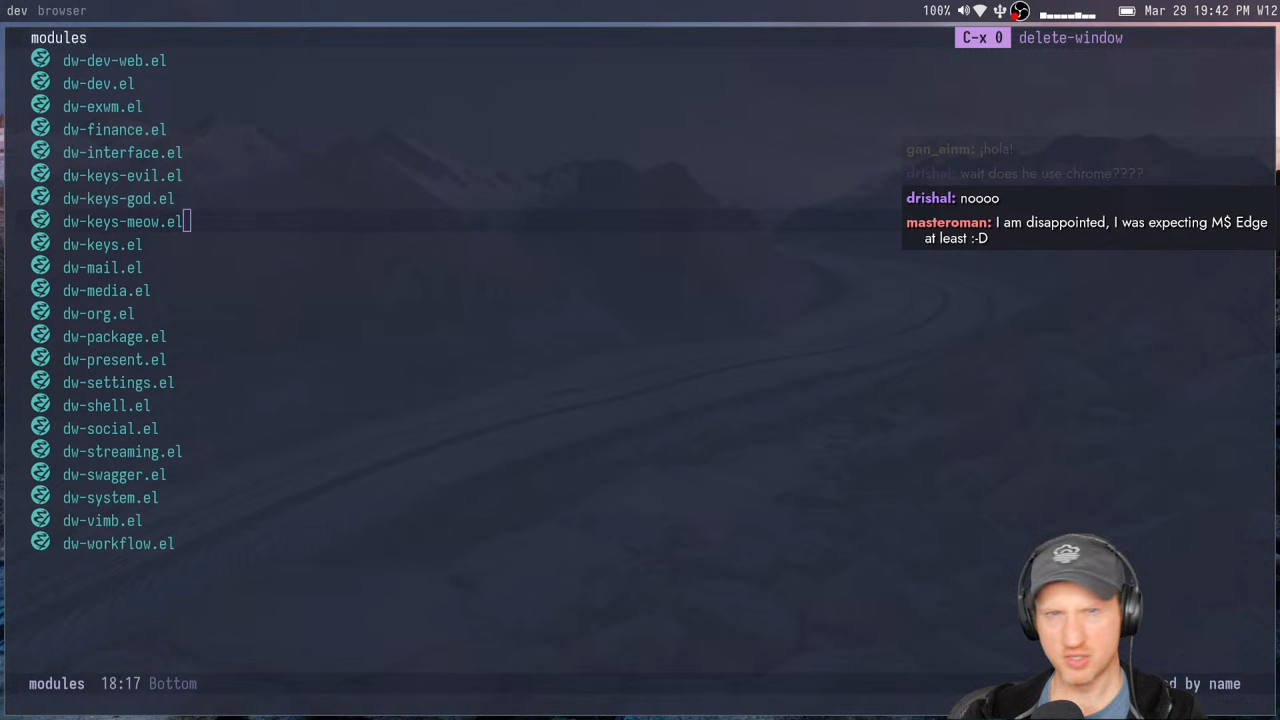 dev browser
100% Mar 29 19:42 PM W12
modules
C-x 0 delete-window
dw-dev-web.el
dw-dev.el
dw-exwm.el
dw-finance.el
dw-interface.el
dw-keys-evil.el
dw-keys-god.el
dw-keys-meow.el
dw-keys.el
dw-mail.el
dw-media.el
dw-org.el
dw-package.el
dw-present.el
dw-settings.el
dw-shell.el
dw-social.el
dw-streaming.el
dw-swagger.el
dw-system.el
dw-vimb.el
dw-workflow.el
gan_ainm: ¡hola!
drishal: wait does he use chrome????
drishal: noooo
masteroman: I am disappointed, I was expecting M$ Edge
at least :-D
modules 18:17 Bottom
by name